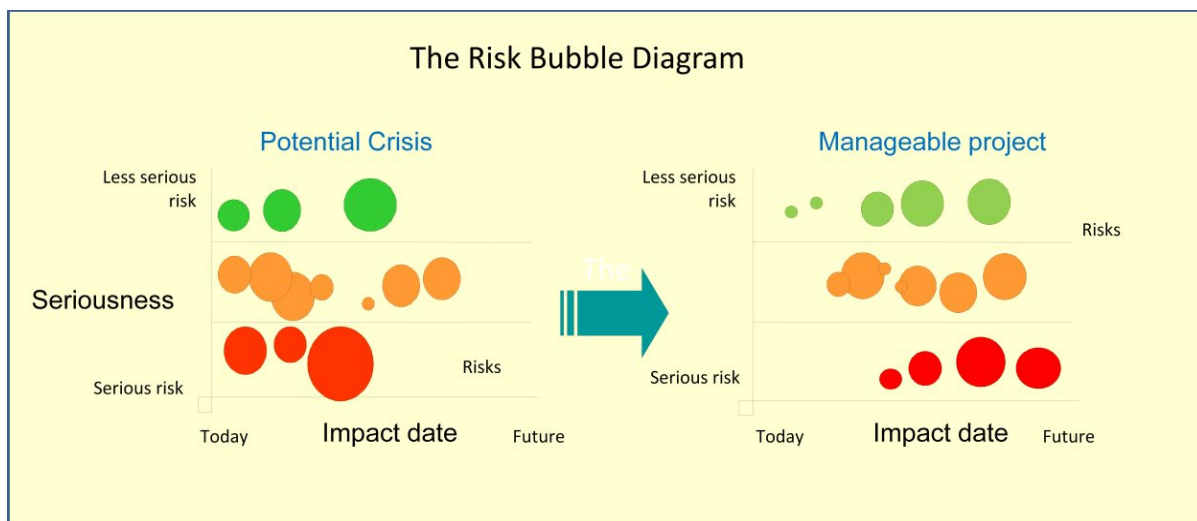 The Risk Bubble Diagram
Potential Crisis
Less serious
risk
Seriousness
Serious risk
Risks
Today
Impact date
Future
The
Manageable project
Less serious
risk
Risks
Serious risk
Today
Impact date
Future